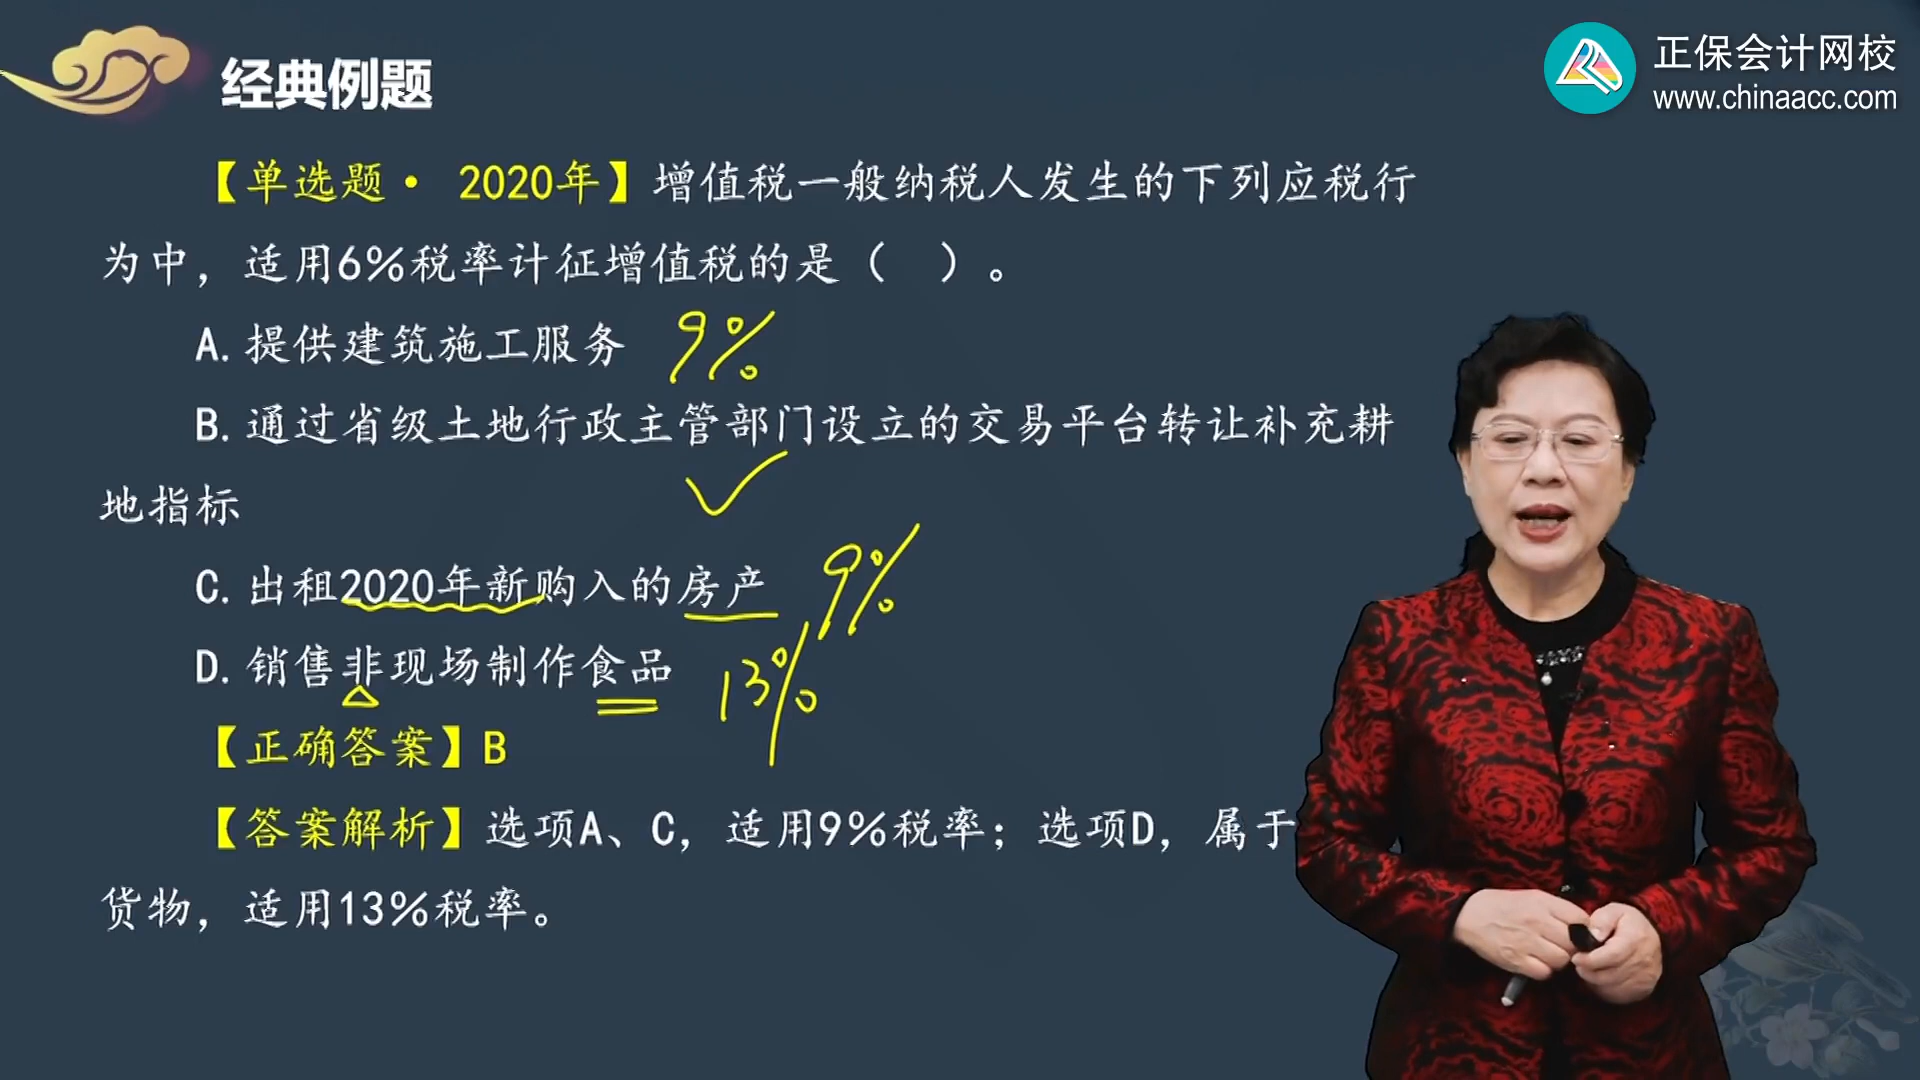 经典例题
正保会计网校
www.chinaacc.com
【单选题· 2020年】增值税一般纳税人发生的下列应税行
为中，适用6%税率计征增值税的是（ ）。
A. 提供建筑施工服务 9%
B. 通过省级土地行政主管部门设立的交易平台转让补充耕
地指标
C. 出租2020年新购入的房产 9%
D. 销售非现场制作食品 13%
【正确答案】B
【答案解析】选项A、C，适用9%税率；选项D，属于
货物，适用13%税率。